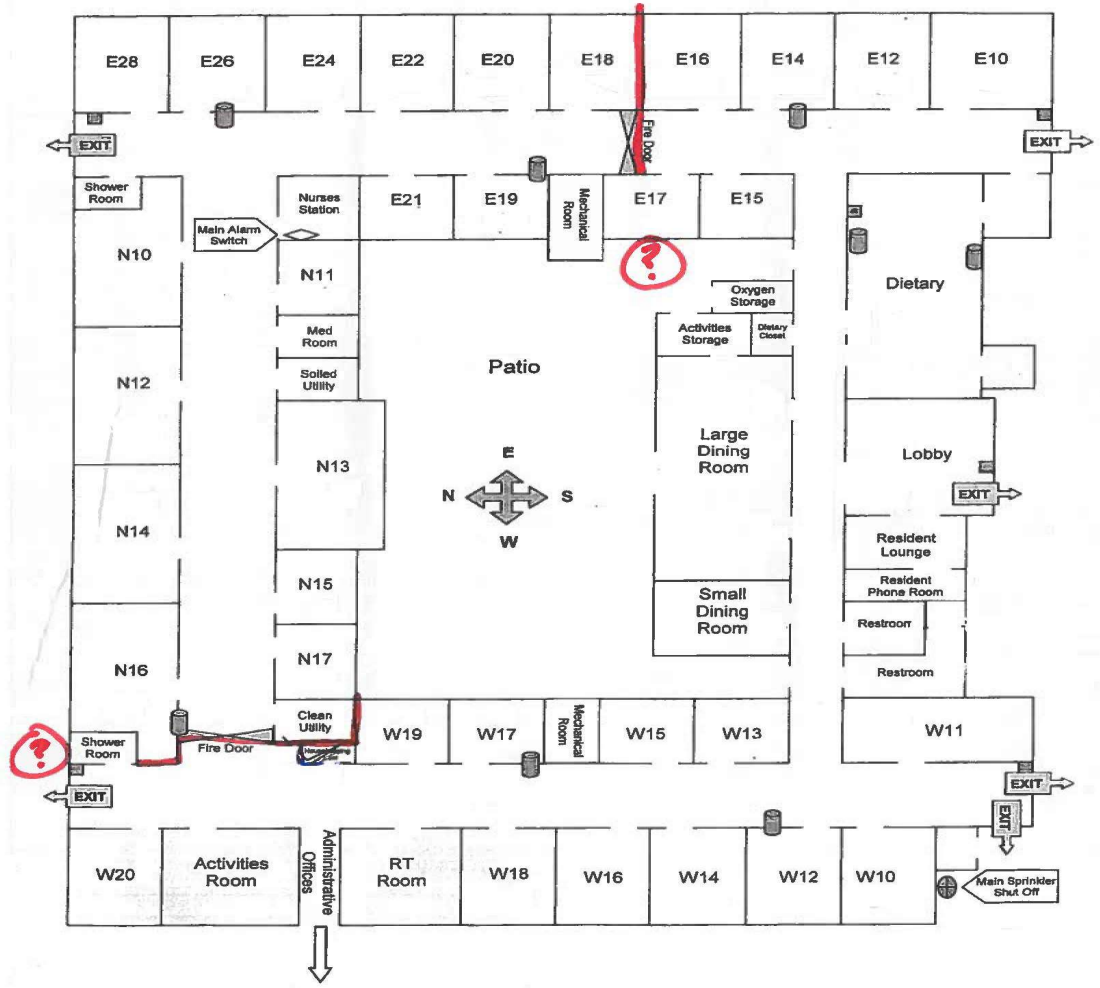 E28
E26
E24
E22
E20
E18
E16
E14
E12
E10
EXIT
Fire Door
EXIT
Shower
Room
Nurses
Station
E21
E19
Mechanical
Room
E17
E15
Main Alarm
Switch
N10
?
N11
Oxygen
Storage
Dietary
Med
Room
Activities
Storage
Dietary
Closet
Patio
Soiled
Utility
N12
Large
Dining
Room
E
N13
Lobby
N
S
EXIT
W
N14
Resident
Lounge
N15
Resident
Phone Room
Small
Dining
Room
Restroom
N17
N16
Restroom
Clean
Utility
W19
W17
Mechanical
Room
W15
W13
W11
?
Shower
Room
Fire Door
EXIT
EXIT
EXIT
W20
Activities
Room
Administrative
Offices
RT
Room
W18
W16
W14
W12
W10
Main Sprinkler
Shut Off